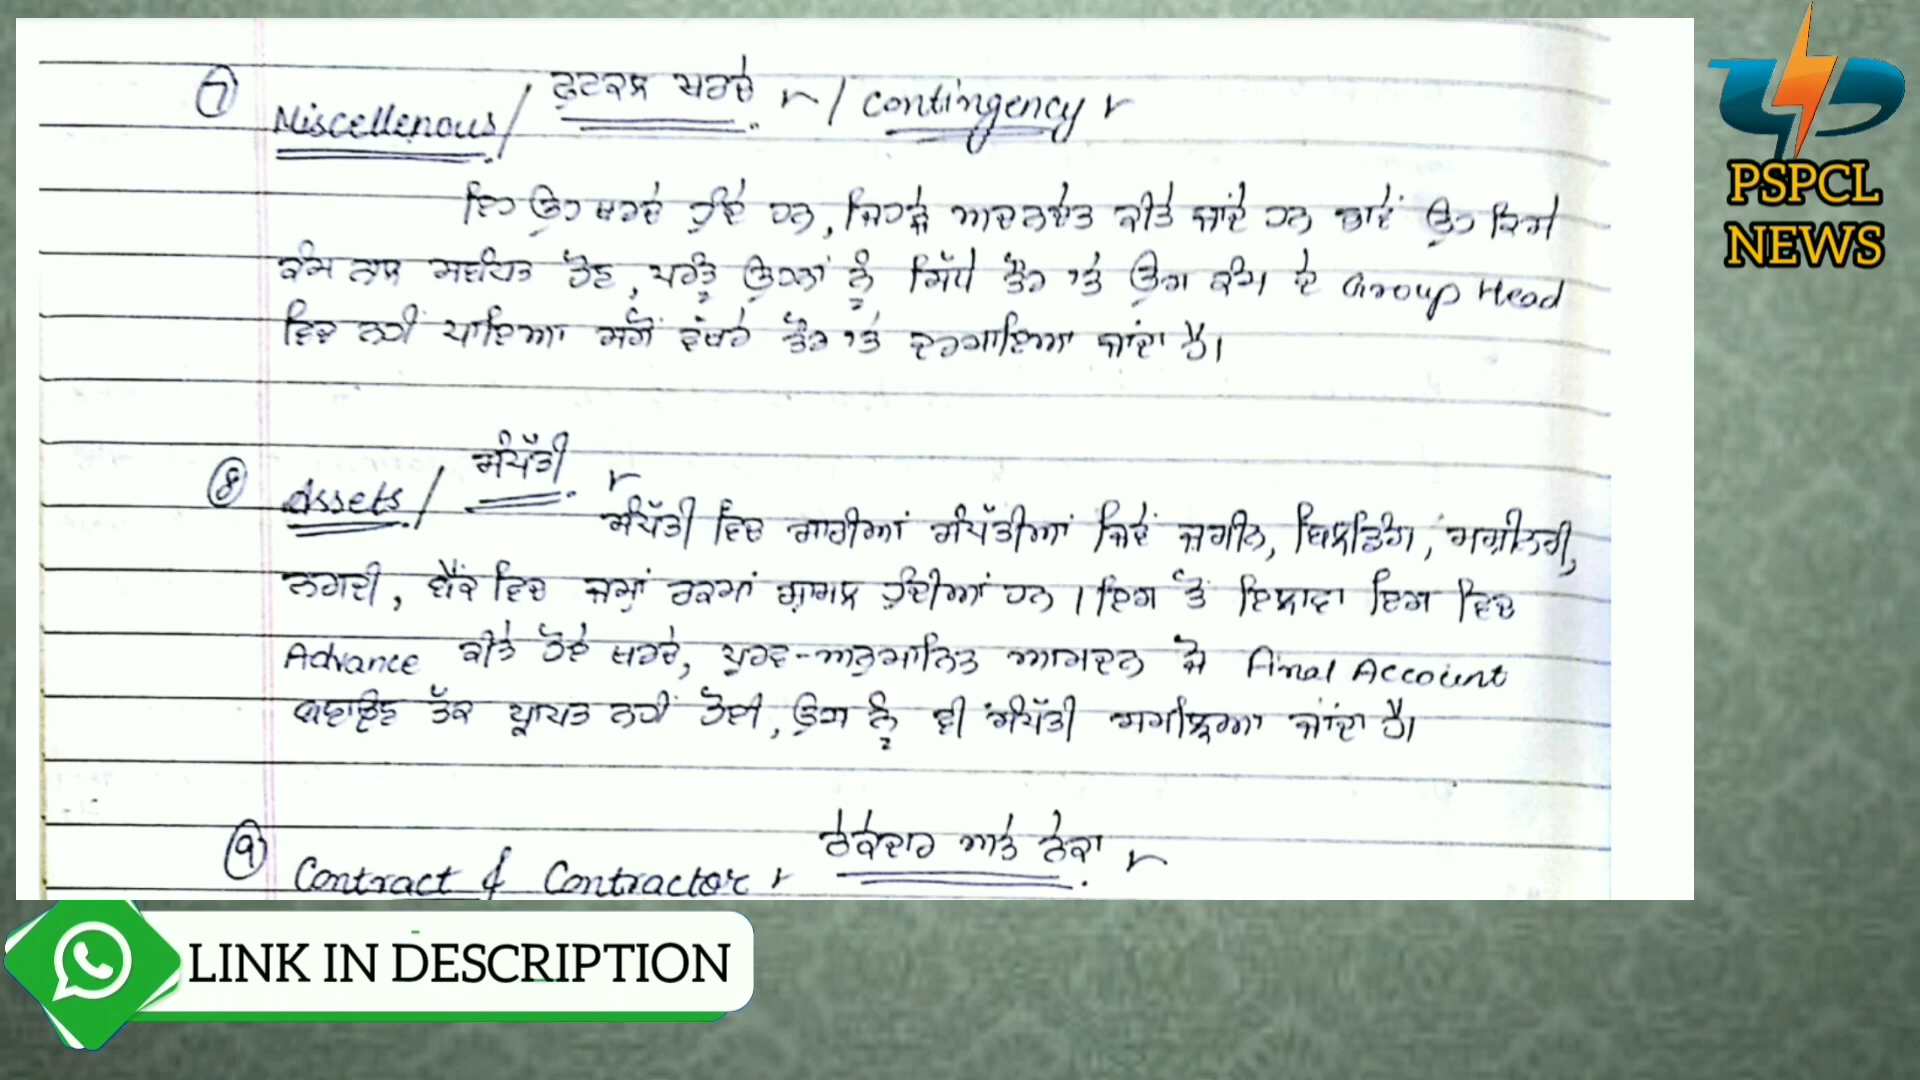 7 Miscellenous / ਫੁਟਕਲ ਖਰਚੇ / Contingency
ਇਹ ਉਹ ਖਰਚੇ ਹੁੰਦੇ ਹਨ, ਜਿਹੜੇ ਅਚਨਚੇਤ ਕੀਤੇ ਜਾਂਦੇ ਹਨ ਭਾਵੇਂ ਉਹ ਕਿਸੇ
ਕੰਮ ਨਾਲ ਸਬੰਧਿਤ ਹੋਣ, ਪਰੰਤੂ ਉਹਨਾਂ ਨੂੰ ਸਿੱਧੇ ਤੌਰ 'ਤੇ ਉਸ ਕੰਮ ਦੇ Group Head
ਵਿਚ ਨਹੀਂ ਪਾਇਆ ਸਗੋਂ ਵੱਖਰੇ ਤੌਰ 'ਤੇ ਦਰਸਾਇਆ ਜਾਂਦਾ ਹੈ।
8 Assets / ਸੰਪੱਤੀ
ਸੰਪੱਤੀ ਵਿਚ ਸਾਰੀਆਂ ਸੰਪੱਤੀਆਂ ਜਿਵੇਂ ਜ਼ਮੀਨ, ਬਿਲਡਿੰਗ, ਮਸ਼ੀਨਰੀ,
ਨਗਦੀ, ਬੈਂਕ ਵਿਚ ਜਮ੍ਹਾਂ ਰਕਮਾਂ ਸ਼ਾਮਲ ਹੁੰਦੀਆਂ ਹਨ। ਇਸ ਤੋਂ ਇਲਾਵਾ ਇਸ ਵਿਚ
Advance ਕੀਤੇ ਹੋਏ ਖਰਚੇ, ਪੂਰਵ-ਅਨੁਮਾਨਿਤ ਆਮਦਨ ਜੋ Final Account
ਬਣਾਉਣ ਤੱਕ ਪ੍ਰਾਪਤ ਨਹੀਂ ਹੋਈ, ਉਸ ਨੂੰ ਵੀ ਸੰਪੱਤੀ ਸਮਝਿਆ ਜਾਂਦਾ ਹੈ।
9 Contract & Contractor ਠੇਕੇਦਾਰ ਅਤੇ ਠੇਕਾ
PSPCL
NEWS
LINK IN DESCRIPTION